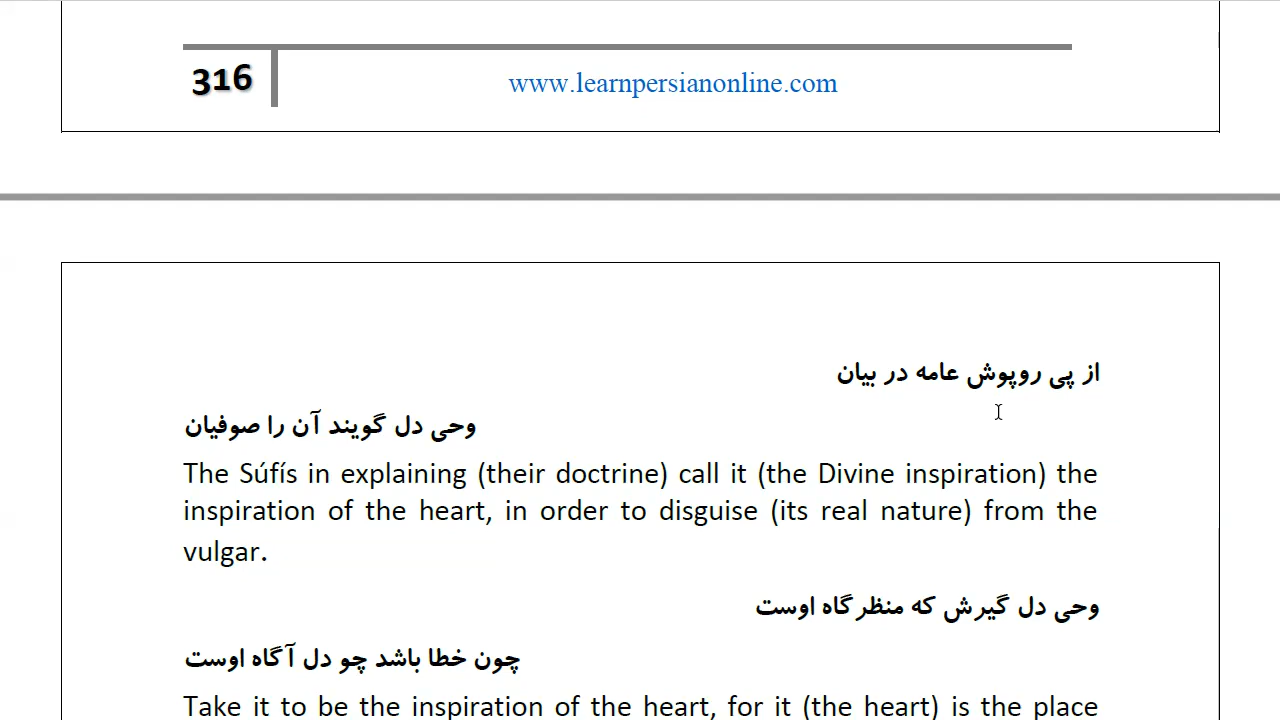 316
www.learnpersianonline.com
از پی روپوش عامه در بیان
وحی دل گویند آن را صوفیان
The Súfís in explaining (their doctrine) call it (the Divine inspiration) the
inspiration of the heart, in order to disguise (its real nature) from the
vulgar.
وحی دل گیرش که منظرگاه اوست
چون خطا باشد چو دل آگاه اوست
Take it to be the inspiration of the heart, for it (the heart) is the place